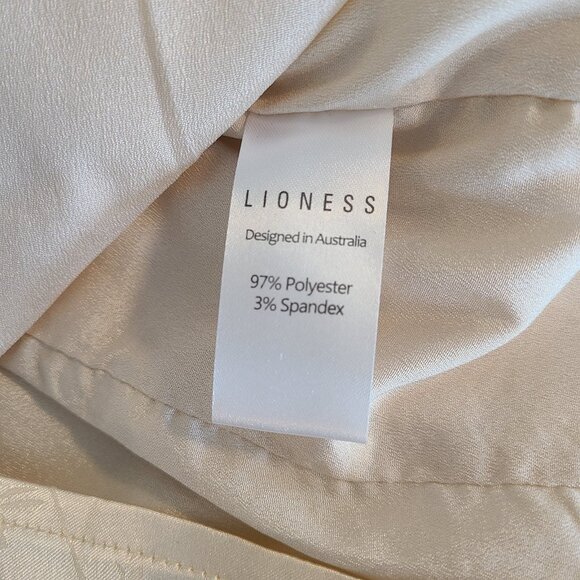 LIONESS
Designed in Australia
97% Polyester
3% Spandex